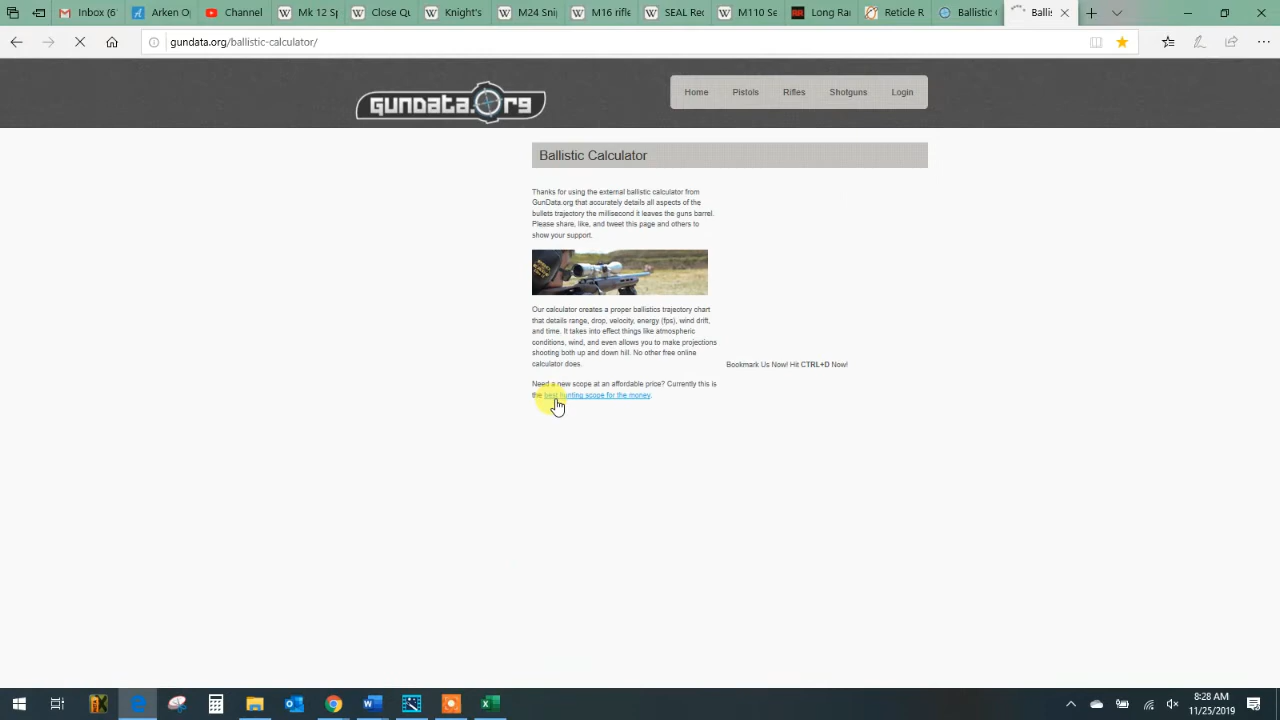 Inbox (6
Arken O
Channel
Mk 12 S
Close Qu
Knight's
M24 Snip
M16 rifle
SEAL Rec
M110 Se
Long Ran
Reticle R
Ballistic
Ballis
gundata.org/ballistic-calculator/
GUNDATA.ORG
Home
Pistols
Rifles
Shotguns
Login
Ballistic Calculator
Thanks for using the external ballistic calculator from
GunData.org that accurately details all aspects of the
bullets trajectory the millisecond it leaves the guns barrel.
Please share, like, and tweet this page and others to
show your support.
Our calculator creates a proper ballistics trajectory chart
that details range, drop, velocity, energy (fps), wind drift,
and time. It takes into effect things like atmospheric
conditions, wind, and even allows you to make projections
shooting both up and down hill. No other free online
calculator does.
Bookmark Us Now! Hit CTRL+D Now!
Need a new scope at an affordable price? Currently this is
the best hunting scope for the money.
8:28 AM
11/25/2019